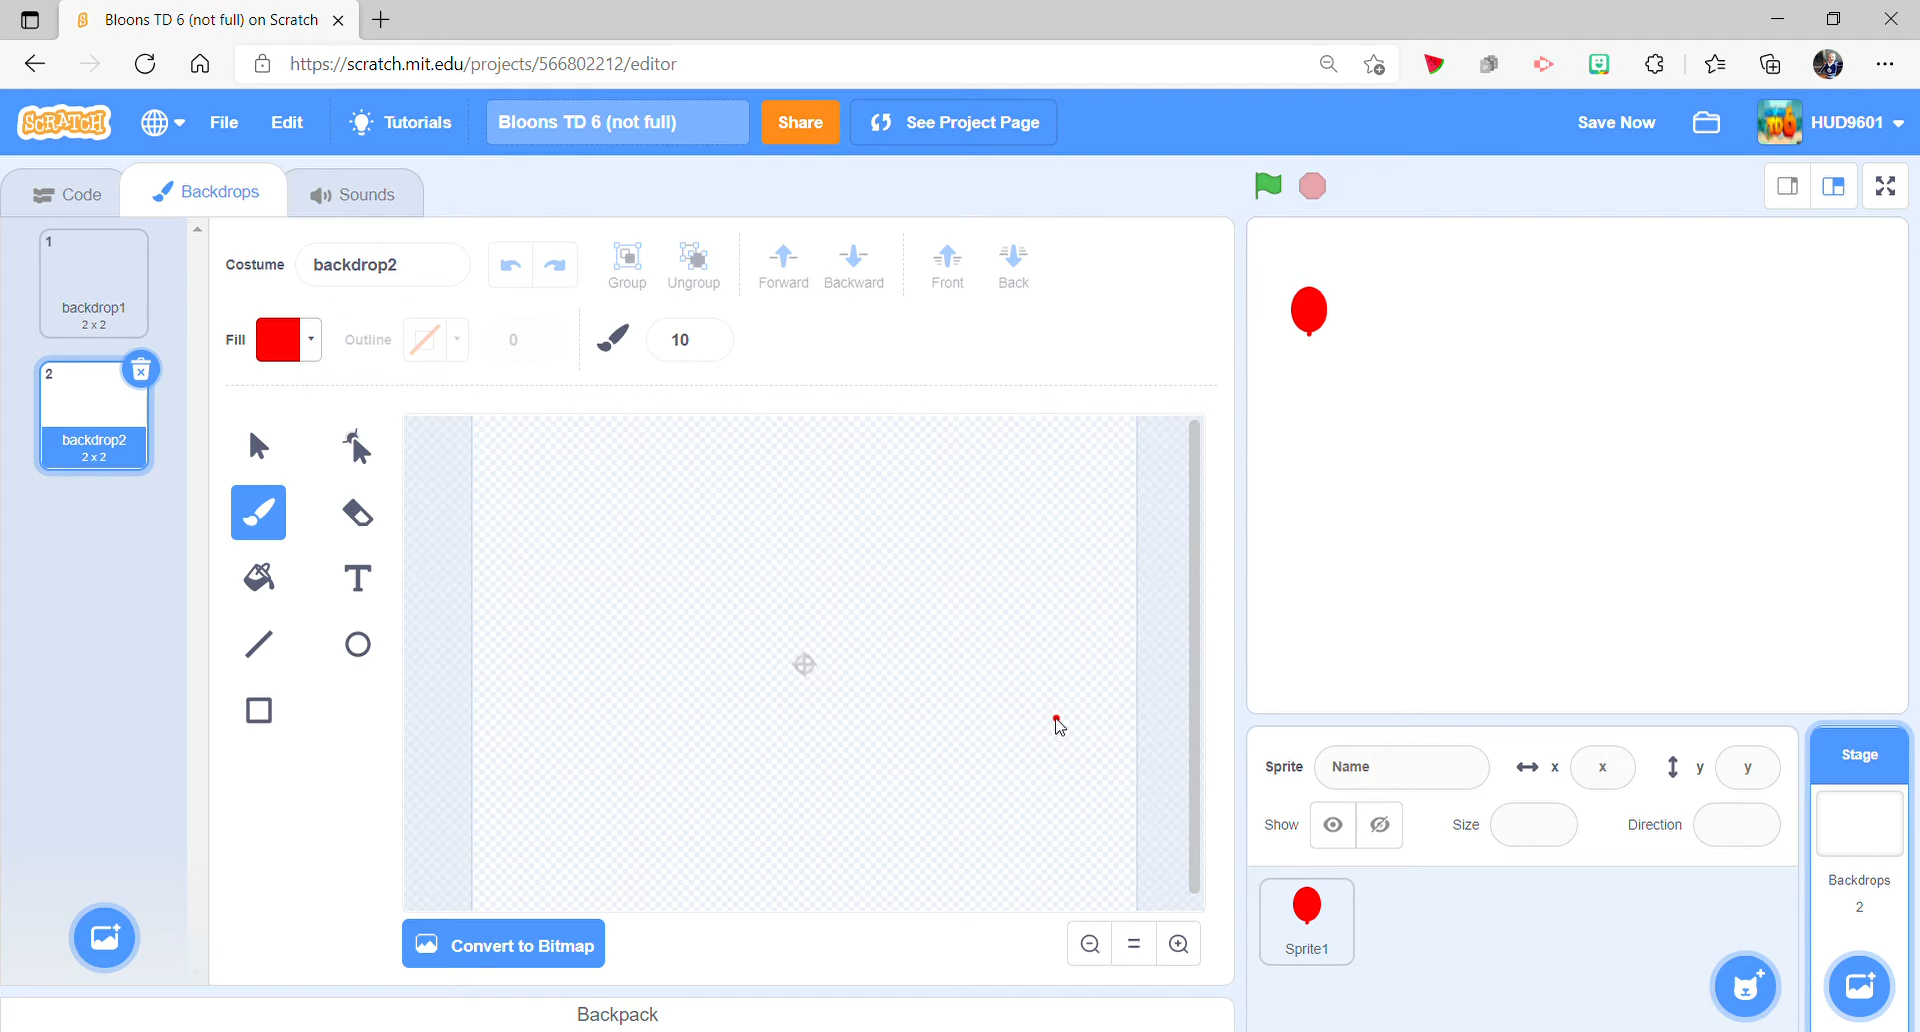 Bloons TD 6 (not full) on Scratch
https://scratch.mit.edu/projects/566802212/editor
SCRATCH
File
Edit
Tutorials
Bloons TD 6 (not full)
Share
See Project Page
Save Now
HUD9601
Code
Backdrops
Sounds
1
backdrop1
2 x 2
2
backdrop2
2 x 2
Costume
backdrop2
Group
Ungroup
Forward
Backward
Front
Back
Fill
Outline
0
10
Convert to Bitmap
Backpack
Sprite
Name
x
x
y
y
Show
Size
Direction
Sprite1
Stage
Backdrops
2